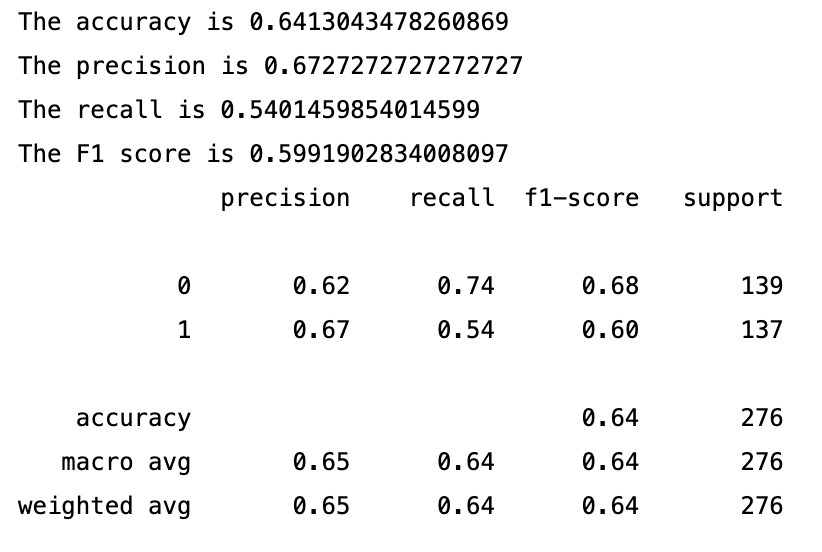 The accuracy is 0.6413043478260869
The precision is 0.6727272727272727
The recall is 0.5401459854014599
The F1 score is 0.5991902834008097
precision recall f1-score support
0 0.62 0.74 0.68 139
1 0.67 0.54 0.60 137
accuracy 0.64 276
macro avg 0.65 0.64 0.64 276
weighted avg 0.65 0.64 0.64 276